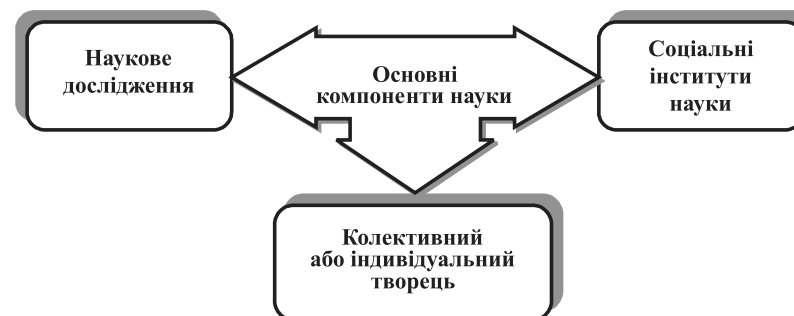 Наукове
дослідження
Основні
компоненти науки
Соціальні
інститути
науки
Колективний
або індивідуальний
творець